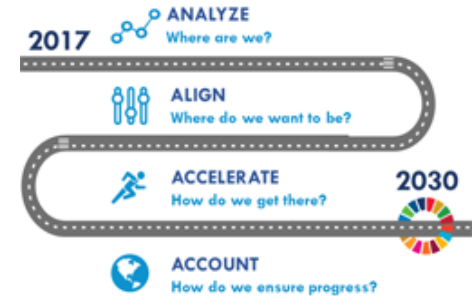 2017
ANALYZE
Where are we?
ALIGN
Where do we want to be?
ACCELERATE
How do we get there?
2030
ACCOUNT
How do we ensure progress?